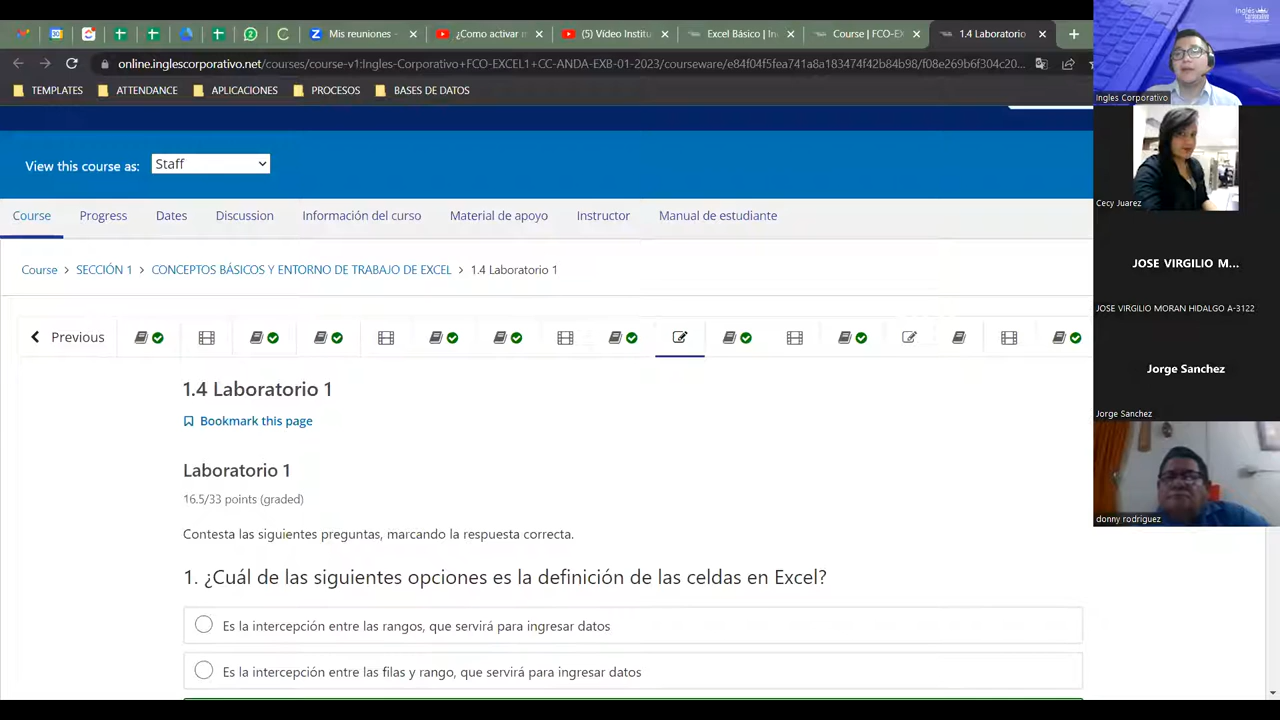 Mis reuniones -
¿Como activar m
(5) Video Institu
Excel Básico | In
Course | FCO-EX
1.4 Laboratorio
online.inglescorporativo.net/courses/course-v1:Ingles-Corporativo+FCO-EXCEL1+CC-ANDA-EXB-01-2023/courseware/e84f04f5fea741a8a183474f42b84b98/f08e269b6f304c20...
TEMPLATES
ATTENDANCE
APLICACIONES
PROCESOS
BASES DE DATOS
View this course as:
Staff
Course
Progress
Dates
Discussion
Información del curso
Material de apoyo
Instructor
Manual de estudiante
Course > SECCIÓN 1 > CONCEPTOS BÁSICOS Y ENTORNO DE TRABAJO DE EXCEL > 1.4 Laboratorio 1
Previous
1.4 Laboratorio 1
Bookmark this page
Laboratorio 1
16.5/33 points (graded)
Contesta las siguientes preguntas, marcando la respuesta correcta.
1. ¿Cuál de las siguientes opciones es la definición de las celdas en Excel?
Es la intercepción entre las rangos, que servirá para ingresar datos
Es la intercepción entre las filas y rango, que servirá para ingresar datos
Ingles Corporativo
Cecy Juarez
JOSE VIRGILIO M...
JOSE VIRGILIO MORAN HIDALGO A-3122
Jorge Sanchez
Jorge Sanchez
donny rodriguez